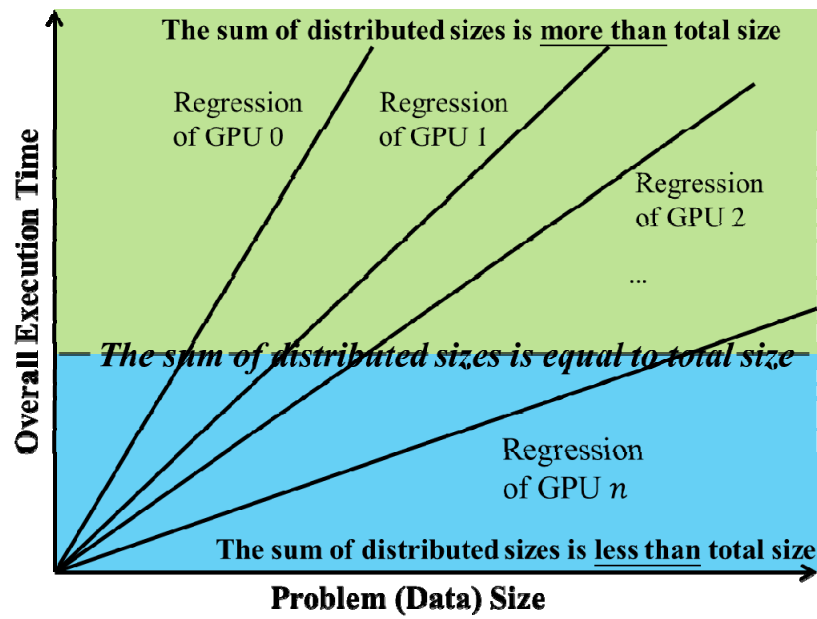 The sum of distributed sizes is more than total size
Regression
of GPU 0
Regression
of GPU 1
Regression
of GPU 2
...
The sum of distributed sizes is equal to total size
Regression
of GPU n
The sum of distributed sizes is less than total size
Overall Execution Time
Problem (Data) Size